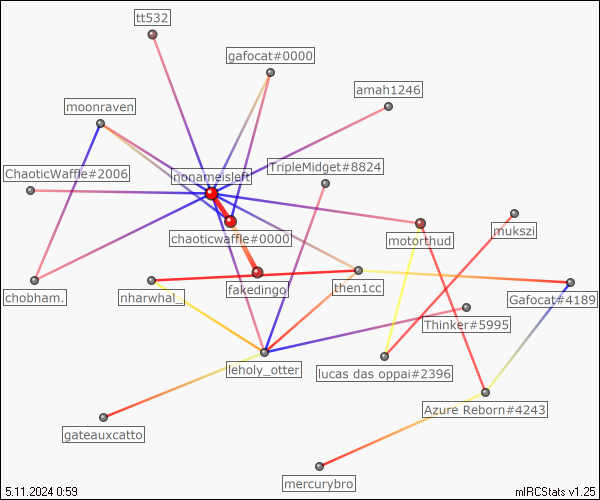 tt532
gafocat#0000
amah1246
moonraven
ChaoticWaffle#2006
TripleMidget#8824
nonameisleft
mukszi
chaoticwaffle#0000
motorthud
chobham.
nharwhal_
fakedingo
then1cc
Gafocat#4189
Thinker#5995
leholy_otter
lucas das oppai#2396
Azure Reborn#4243
gateauxcatto
mercurybro
5.11.2024 0:59
mIRCStats v1.25